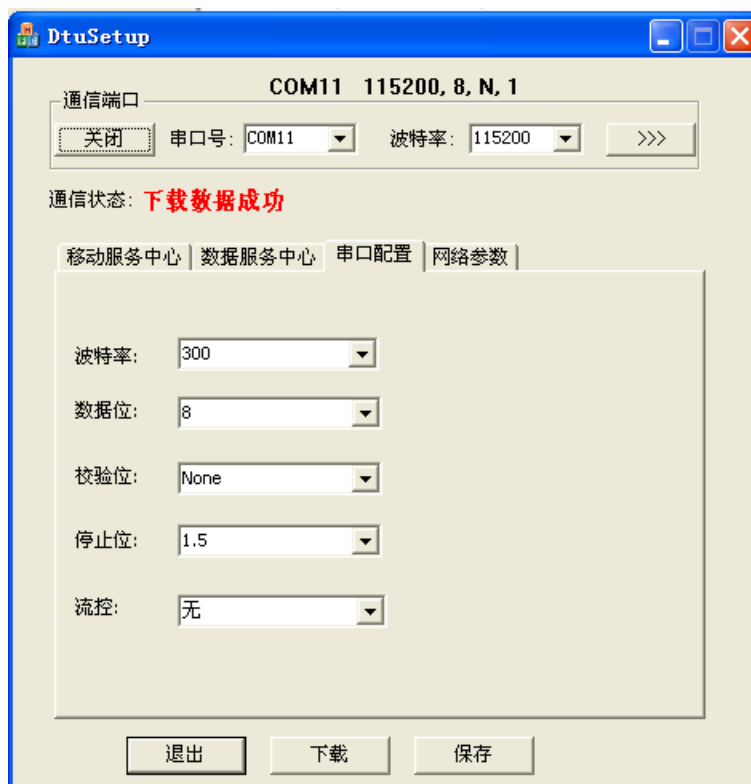 DtuSetup
COM11 115200, 8, N, 1
通信端口
关闭 串口号: COM11 波特率: 115200 >>>
通信状态: 下载数据成功
移动服务中心 数据服务中心 串口配置 网络参数
波特率: 300
数据位: 8
校验位: None
停止位: 1.5
流控: 无
退出 下载 保存